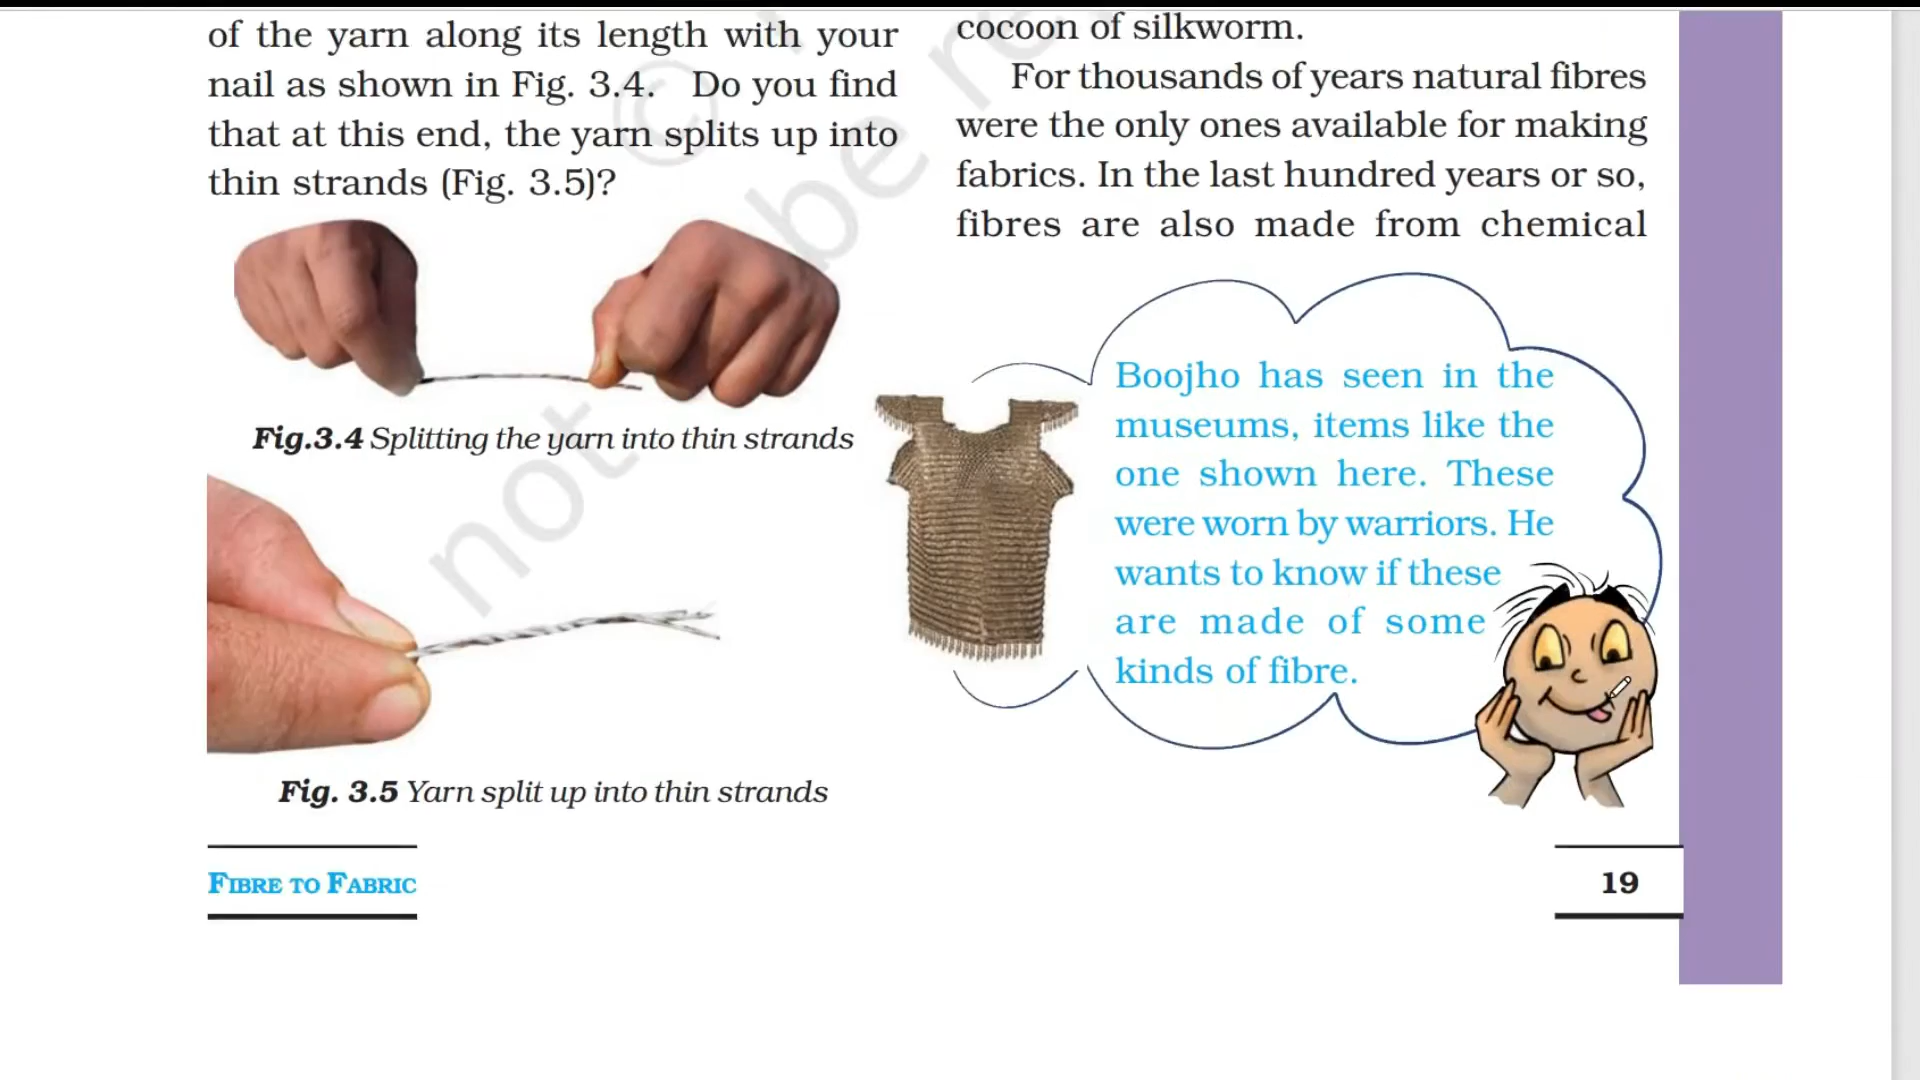 of the yarn along its length with your
nail as shown in Fig. 3.4. Do you find
that at this end, the yarn splits up into
thin strands (Fig. 3.5)?
Fig.3.4 Splitting the yarn into thin strands
Fig. 3.5 Yarn split up into thin strands
cocoon of silkworm.
For thousands of years natural fibres
were the only ones available for making
fabrics. In the last hundred years or so,
fibres are also made from chemical
Boojho has seen in the
museums, items like the
one shown here. These
were worn by warriors. He
wants to know if these
are made of some
kinds of fibre.
FIBRE TO FABRIC
19
©
not be re